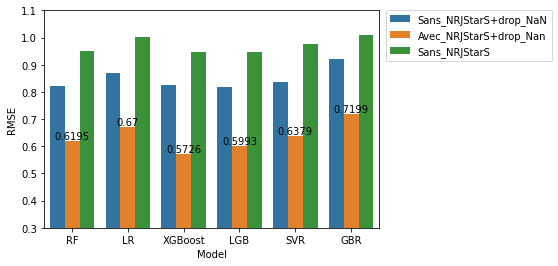 1.1
1.0
0.9
0.8
0.7
0.6
0.5
0.4
0.3
RMSE
0.6195
0.67
0.5726
0.5993
0.6379
0.7199
RF
LR
XGBoost
LGB
SVR
GBR
Model
Sans_NRJStarS+drop_NaN
Avec_NRJStarS+drop_Nan
Sans_NRJStarS